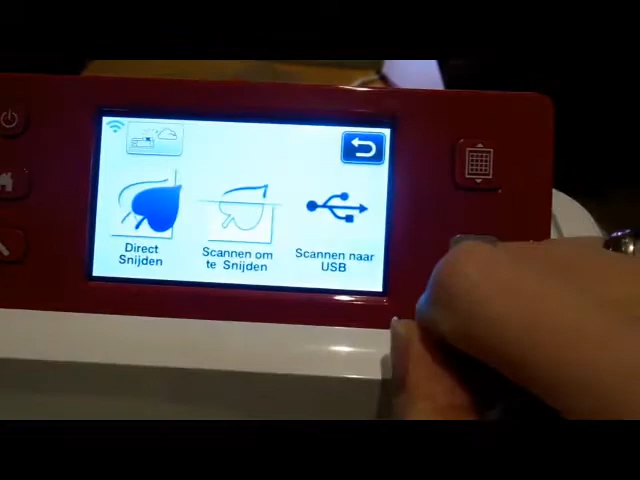 Direct
Snijden
Scannen om
te Snijden
Scannen naar
USB